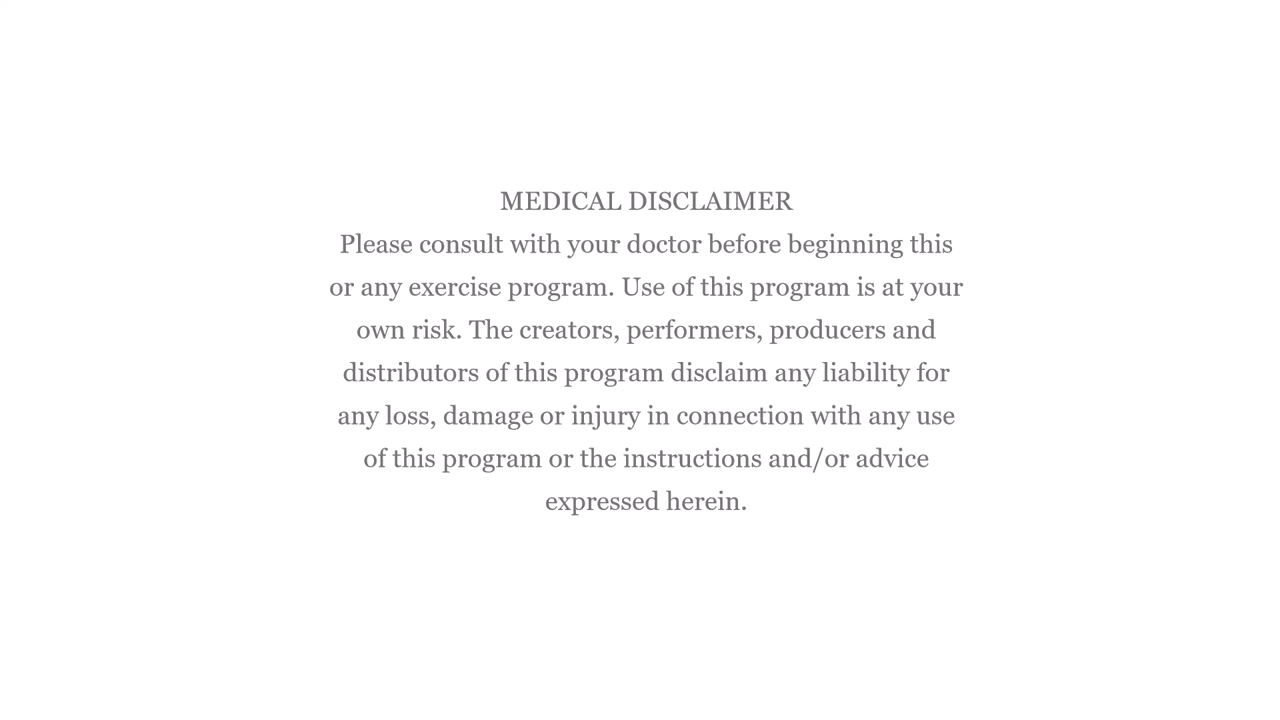 MEDICAL DISCLAIMER
Please consult with your doctor before beginning this
or any exercise program. Use of this program is at your
own risk. The creators, performers, producers and
distributors of this program disclaim any liability for
any loss, damage or injury in connection with any use
of this program or the instructions and/or advice
expressed herein.